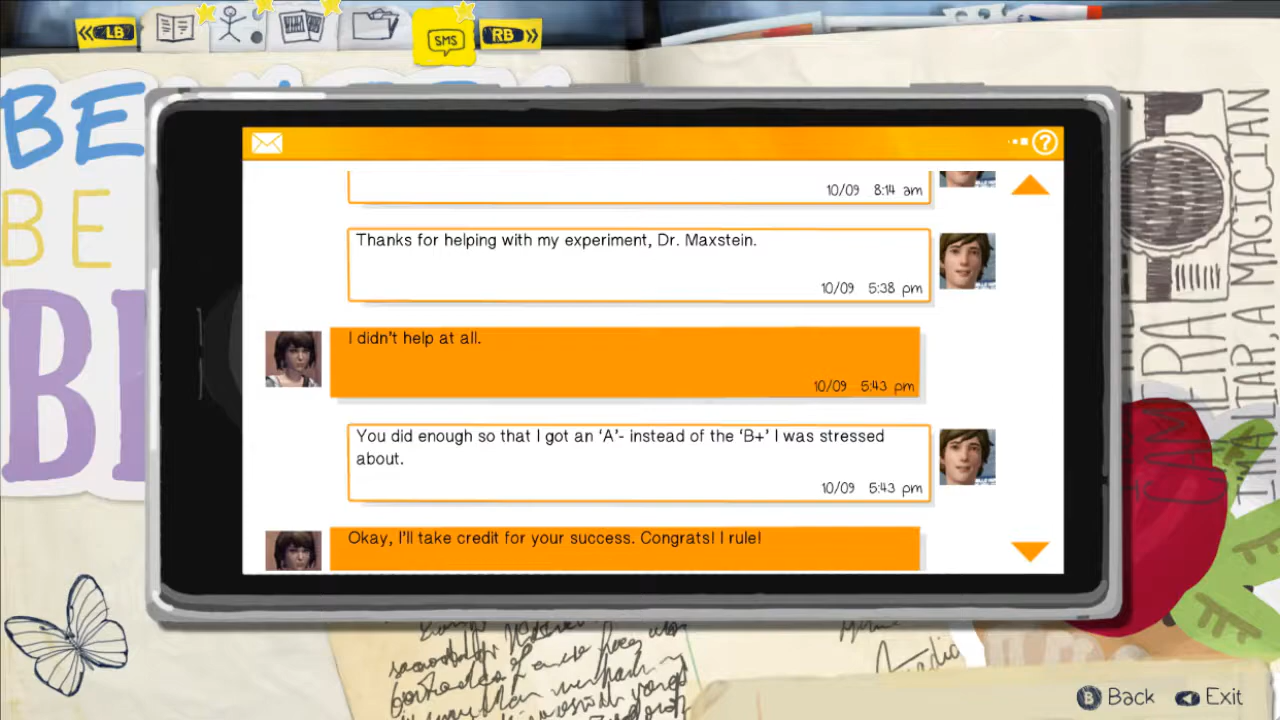 LB
SMS
RB
BE
BE
10/09 8:14 am
Thanks for helping with my experiment, Dr. Maxstein.
10/09 5:38 pm
I didn't help at all.
10/09 5:43 pm
You did enough so that I got an 'A'- instead of the 'B+' I was stressed
about.
10/09 5:43 pm
Okay, I'll take credit for your success. Congrats! I rule!
TAR, A MAGICIAN
B Back
Exit